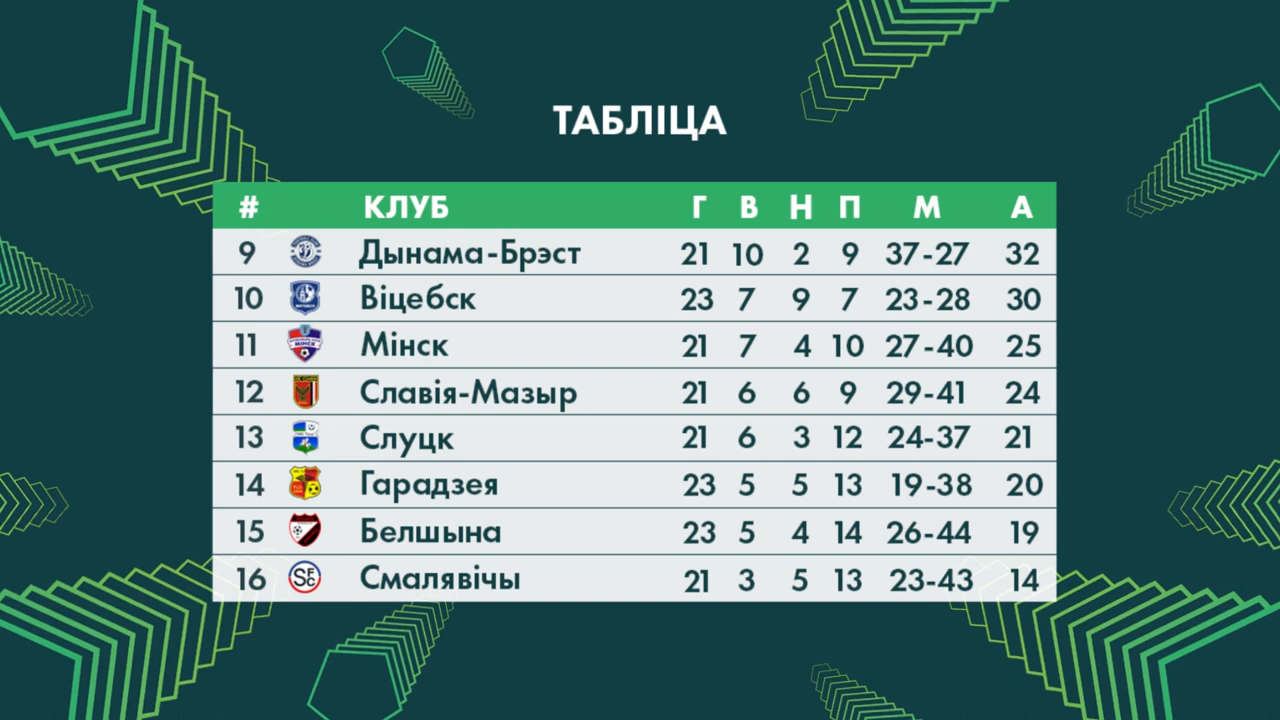 ТАБЛІЦА
# КЛУБ Г В Н П М А
9 Дынама-Брэст 21 10 2 9 37-27 32
10 Віцебск 23 7 9 7 23-28 30
11 Мінск 21 7 4 10 27-40 25
12 Славія-Мазыр 21 6 6 9 29-41 24
13 Слуцк 21 6 3 12 24-37 21
14 Гарадзея 23 5 5 13 19-38 20
15 Белшына 23 5 4 14 26-44 19
16 Смалявічы 21 3 5 13 23-43 14